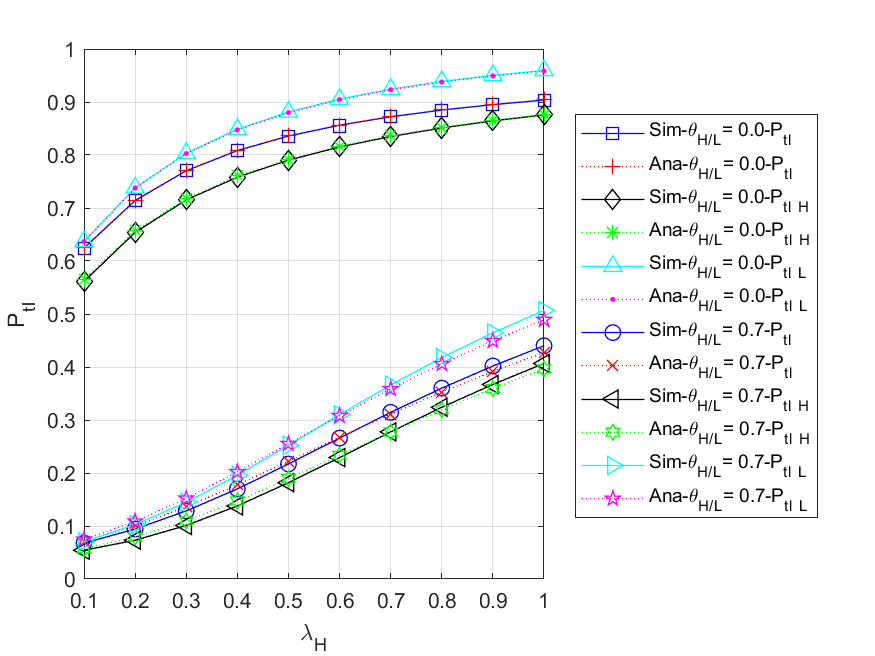 1
0.9
0.8
0.7
0.6
0.5
0.4
0.3
0.2
0.1
0
P_tl
0.1 0.2 0.3 0.4 0.5 0.6 0.7 0.8 0.9 1
λ_H
Sim-θ_H/L= 0.0-P_tl
Ana-θ_H/L= 0.0-P_tl
Sim-θ_H/L= 0.0-P_tl H
Ana-θ_H/L= 0.0-P_tl H
Sim-θ_H/L= 0.0-P_tl L
Ana-θ_H/L= 0.0-P_tl L
Sim-θ_H/L= 0.7-P_tl
Ana-θ_H/L= 0.7-P_tl
Sim-θ_H/L= 0.7-P_tl H
Ana-θ_H/L= 0.7-P_tl H
Sim-θ_H/L= 0.7-P_tl L
Ana-θ_H/L= 0.7-P_tl L